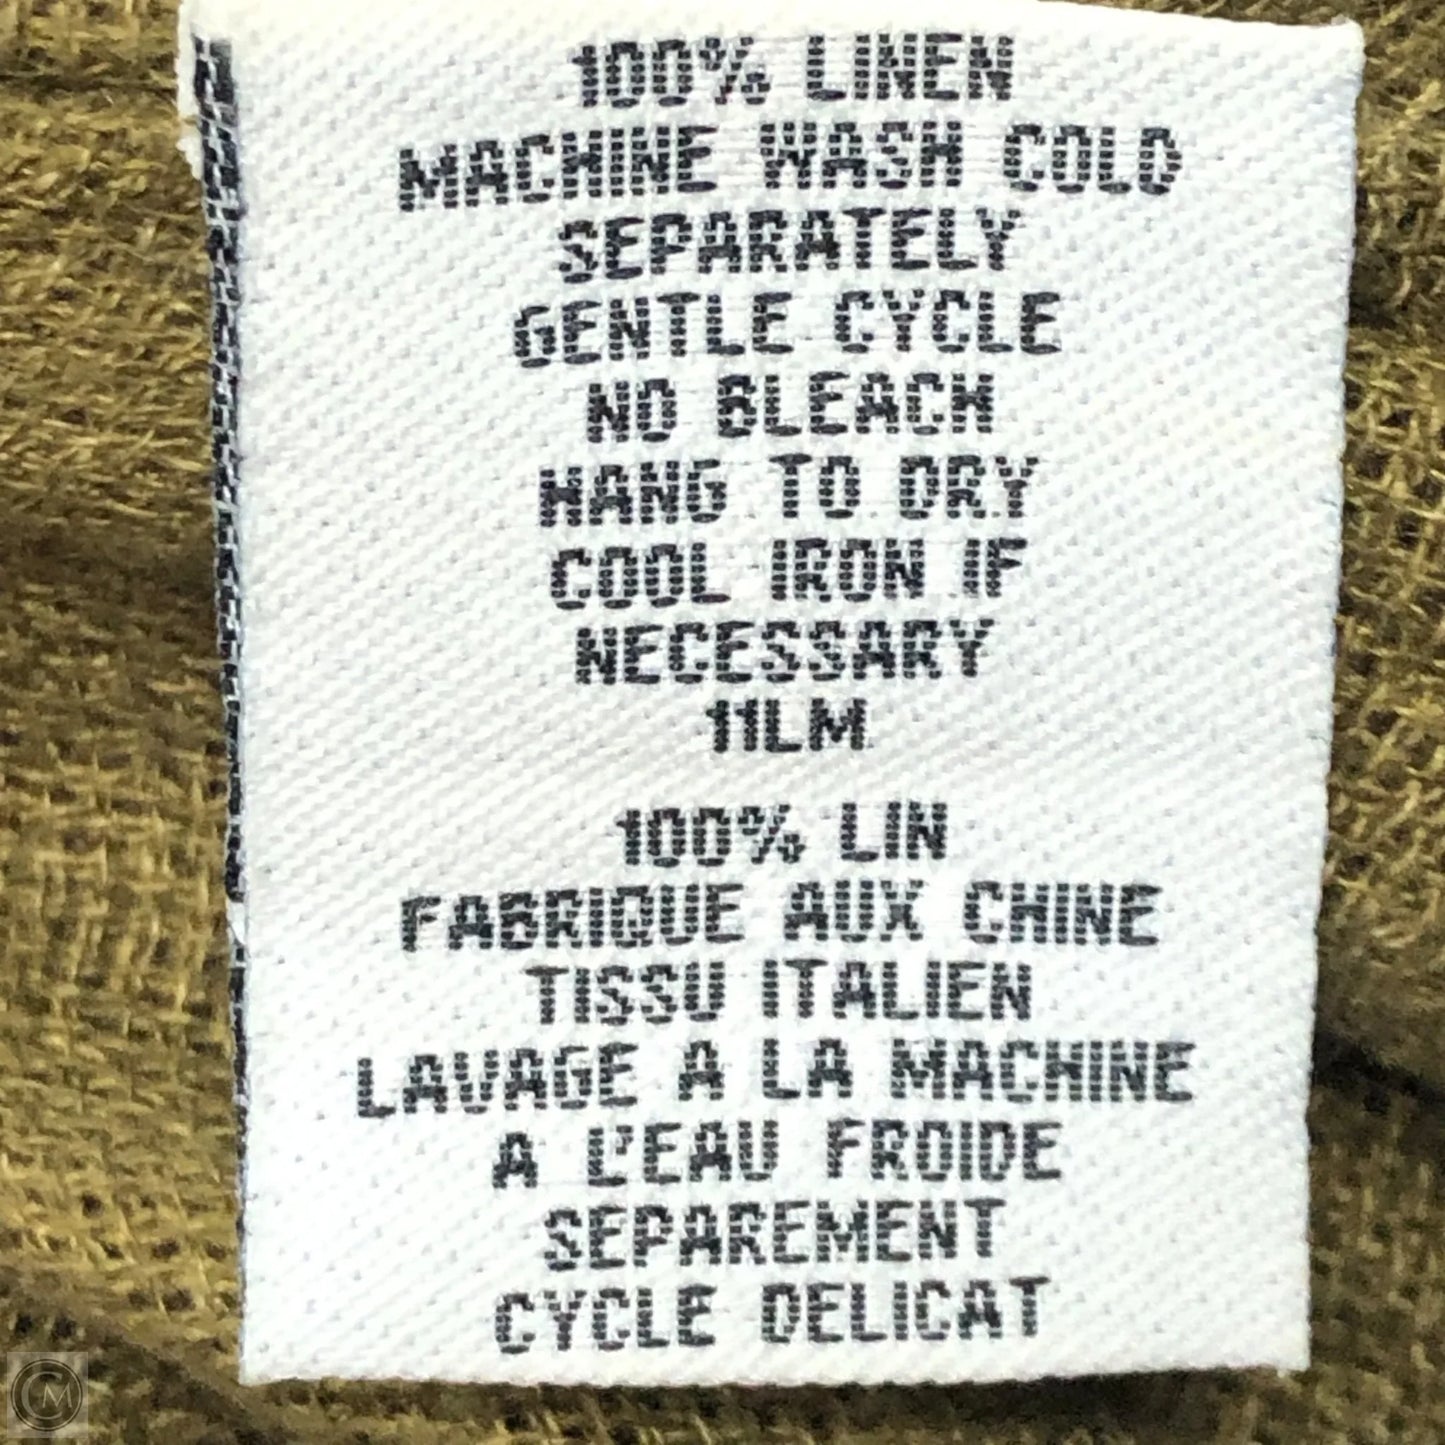 100% LINEN
MACHINE WASH COLD
SEPARATELY
GENTLE CYCLE
NO BLEACH
HANG TO DRY
COOL IRON IF
NECESSARY
11LM
100% LIN
FABRIQUE AUX CHINE
TISSU ITALIEN
LAVAGE A LA MACHINE
A L'EAU FROIDE
SEPAREMENT
CYCLE DELICAT
CM